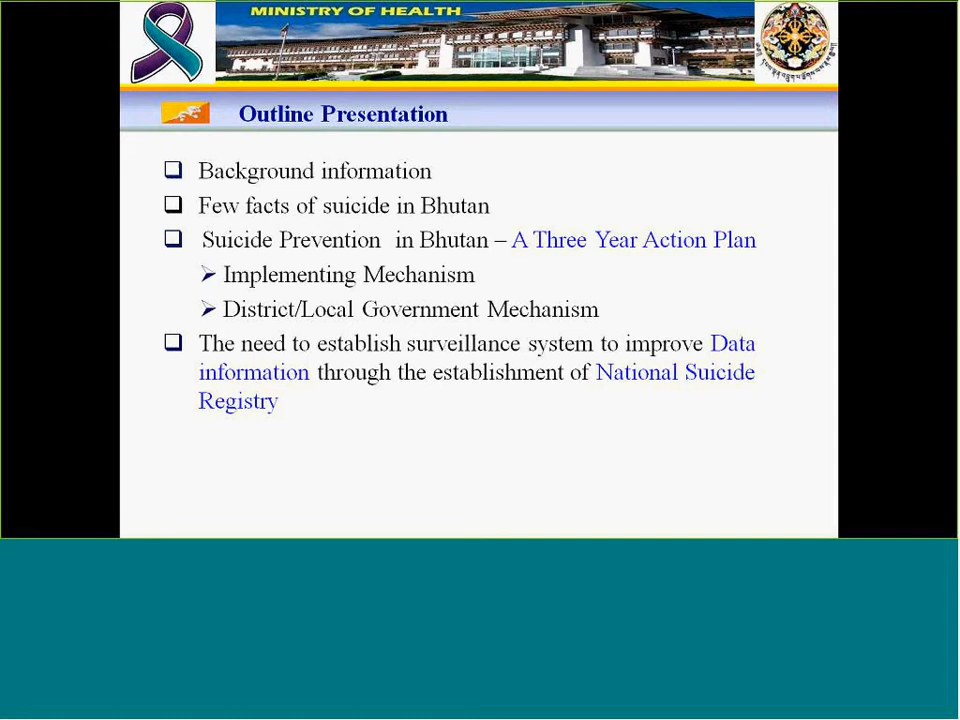 MINISTRY OF HEALTH
Outline Presentation
Background information
Few facts of suicide in Bhutan
Suicide Prevention in Bhutan – A Three Year Action Plan
Implementing Mechanism
District/Local Government Mechanism
The need to establish surveillance system to improve Data
information through the establishment of National Suicide
Registry